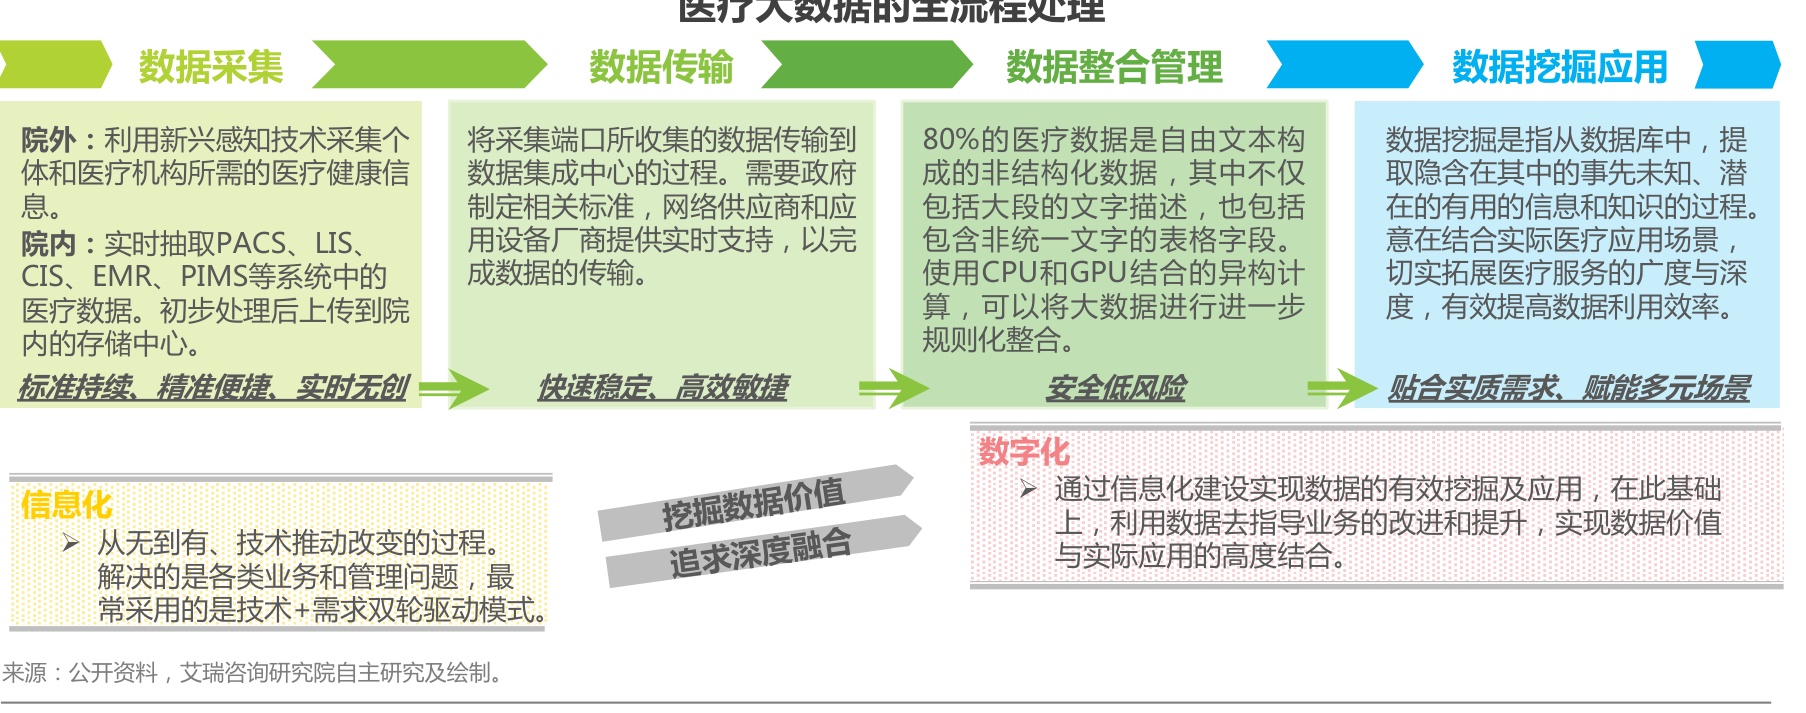 医疗大数据的全流程处理
数据采集
数据传输
数据整合管理
数据挖掘应用
院外：利用新兴感知技术采集个
体和医疗机构所需的医疗健康信
息。
院内：实时抽取PACS、LIS、
CIS、EMR、PIMS等系统中的
医疗数据。初步处理后上传到院
内的存储中心。
标准持续、精准便捷、实时无创
将采集端口所收集的数据传输到
数据集成中心的过程。需要政府
制定相关标准，网络供应商和应
用设备厂商提供实时支持，以完
成数据的传输。
快速稳定、高效敏捷
80%的医疗数据是自由文本构
成的非结构化数据，其中不仅
包括大段的文字描述，也包括
包含非统一文字的表格字段。
使用CPU和GPU结合的异构计
算，可以将大数据进行进一步
规则化整合。
安全低风险
数据挖掘是指从数据库中，提
取隐含在其中的事先未知、潜
在的有用的信息和知识的过程。
意在结合实际医疗应用场景，
切实拓展医疗服务的广度与深
度，有效提高数据利用效率。
贴合实质需求、赋能多元场景
信息化
➢ 从无到有、技术推动改变的过程。
解决的是各类业务和管理问题，最
常采用的是技术+需求双轮驱动模式。
挖掘数据价值
追求深度融合
数字化
➢ 通过信息化建设实现数据的有效挖掘及应用，在此基础
上，利用数据去指导业务的改进和提升，实现数据价值
与实际应用的高度结合。
来源：公开资料，艾瑞咨询研究院自主研究及绘制。